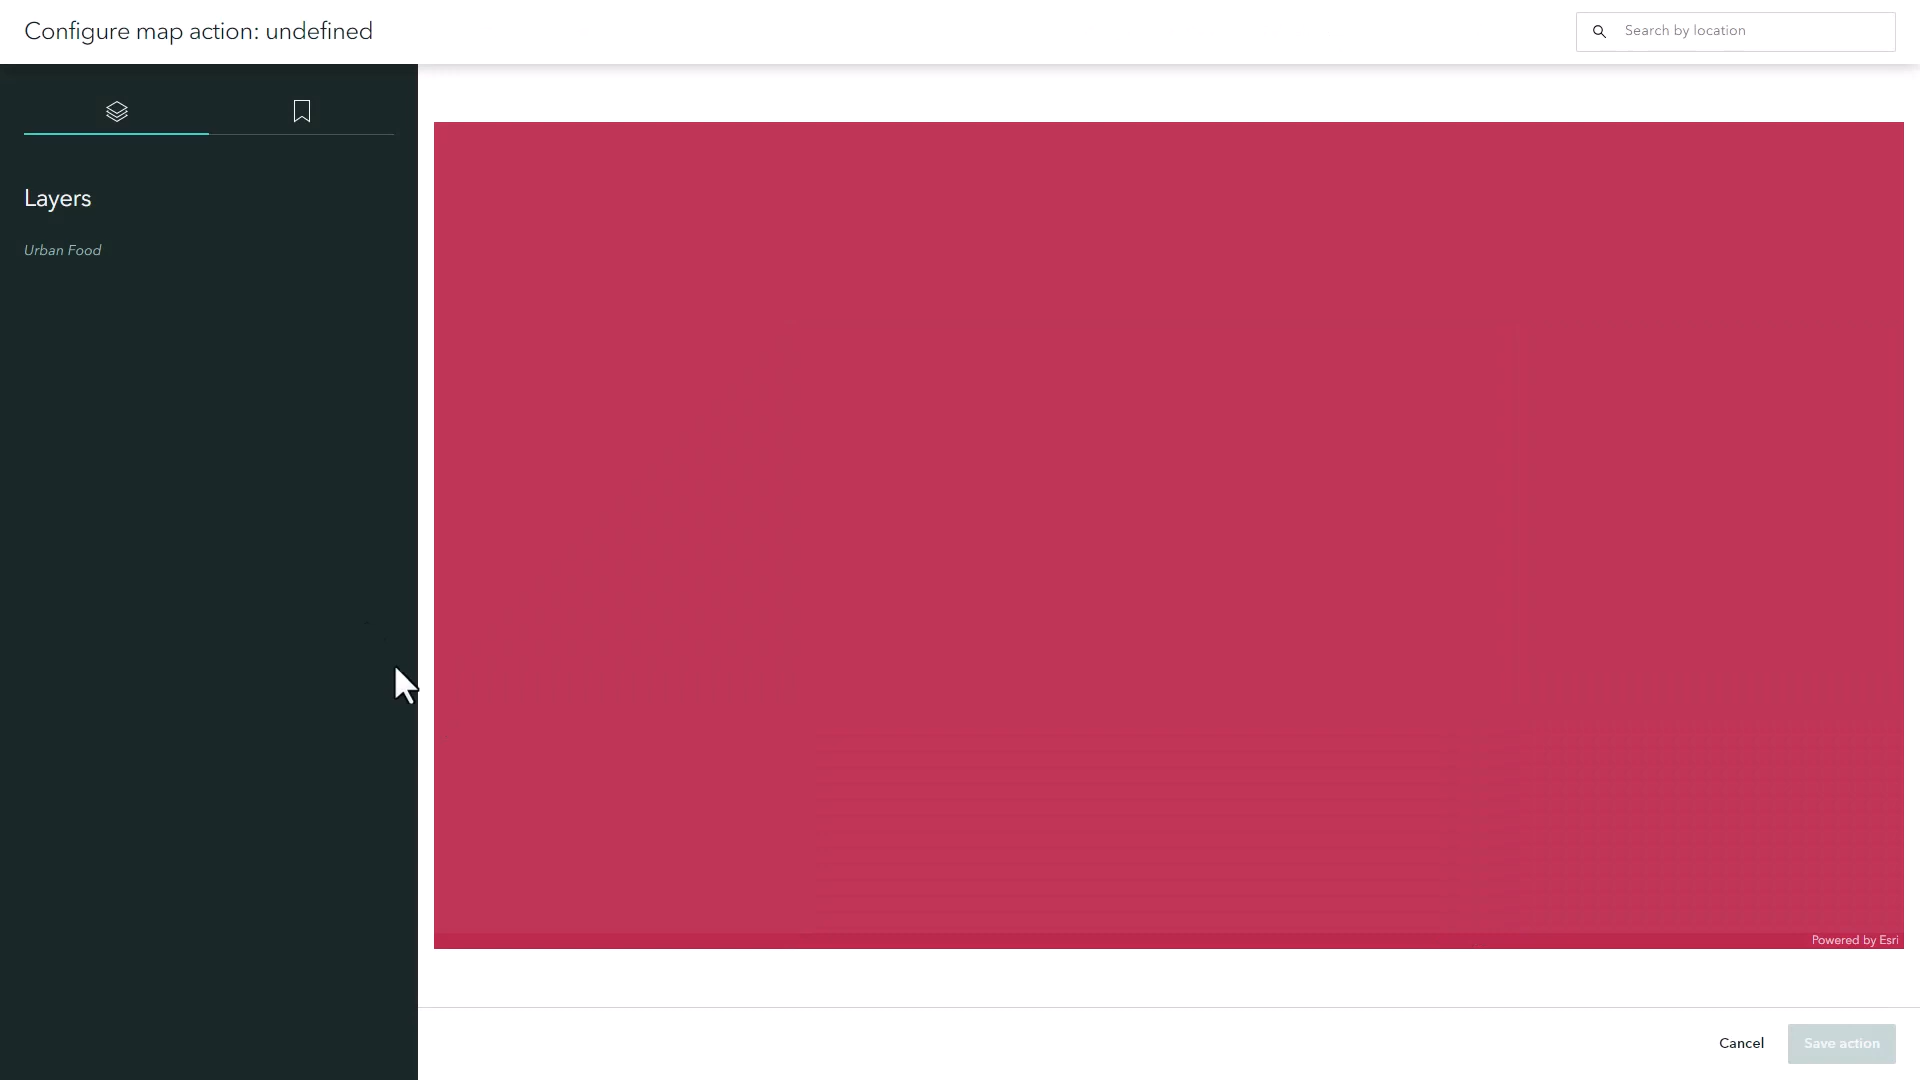 Configure map action: undefined
Search by location
Layers
Urban Food
Powered by Esri
Cancel
Save action